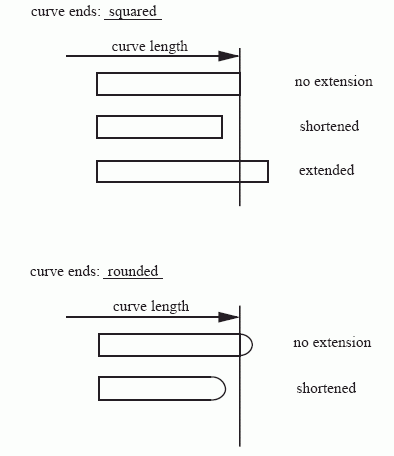 curve ends: squared
curve length
no extension
shortened
extended
curve ends: rounded
curve length
no extension
shortened